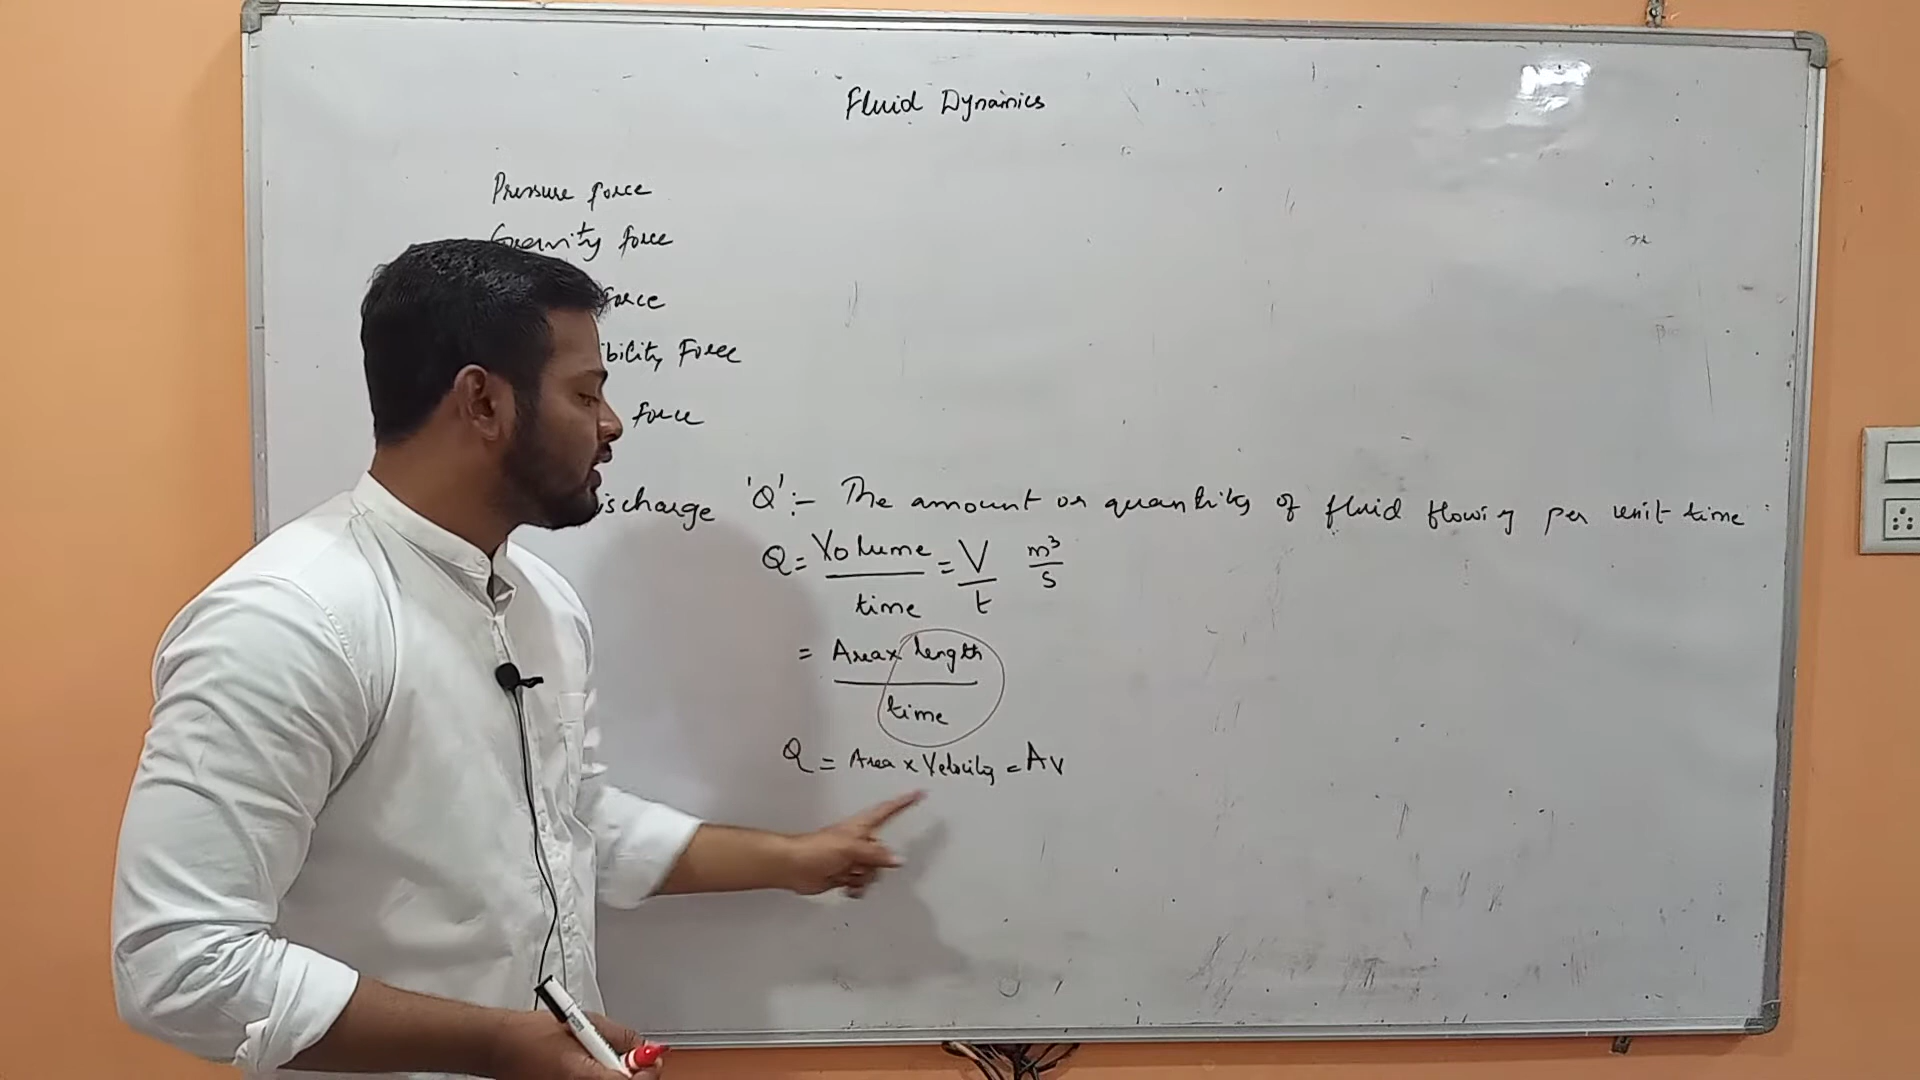 Fluid Dynamics
Pressure force
Gravity force
force
bility Force
force
ischarge 'Q' :- The amount or quantity of fluid flowing per unit time
Q = Volume / time = V / t m³ / s
= Area x length / time
Q = Area x Velocity = AV